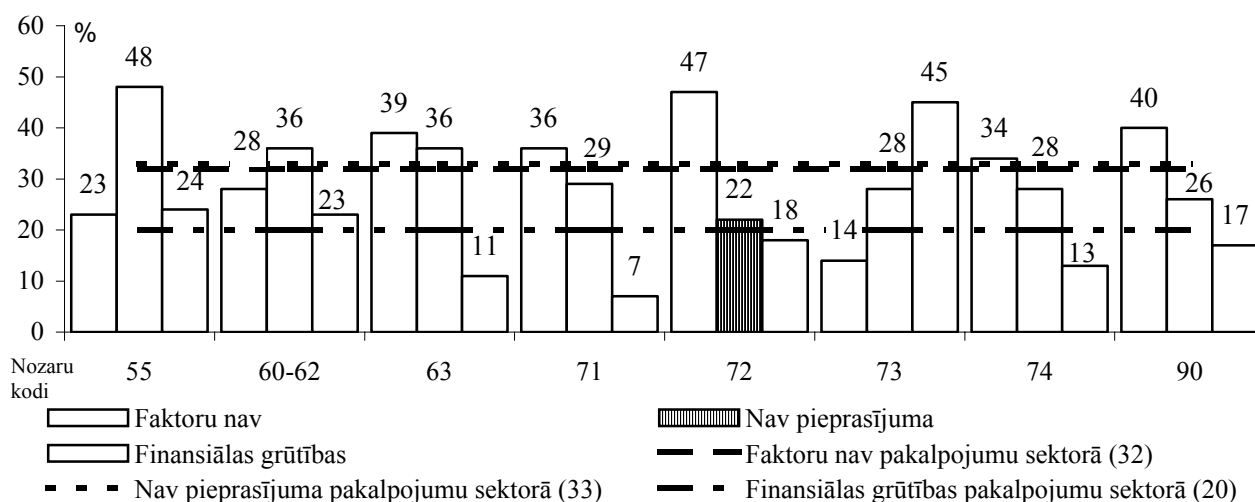 60
%
50
40
30
20
10
0
23 48 24 28 36 23 39 36 11 36 29 7 47 22 18 14 28 45 34 28 13 40 26 17
Nozaru kodi
55 60-62 63 71 72 73 74 90
Faktoru nav
Nav pieprasījuma
Finansiālas grūtības
Faktoru nav pakalpojumu sektorā (32)
Nav pieprasījuma pakalpojumu sektorā (33)
Finansiālas grūtības pakalpojumu sektorā (20)